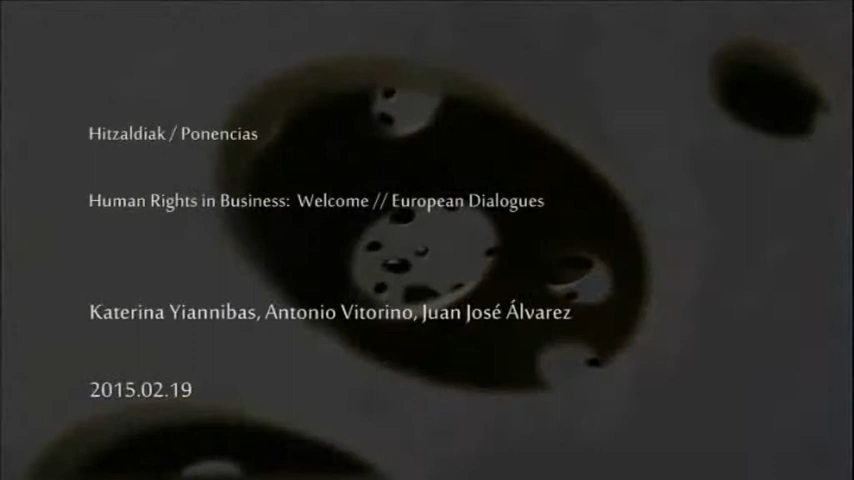 Hitzaldiak / Ponencias
Human Rights in Business: Welcome // European Dialogues
Katerina Yiannibas, Antonio Vitorino, Juan José Álvarez
2015.02.19